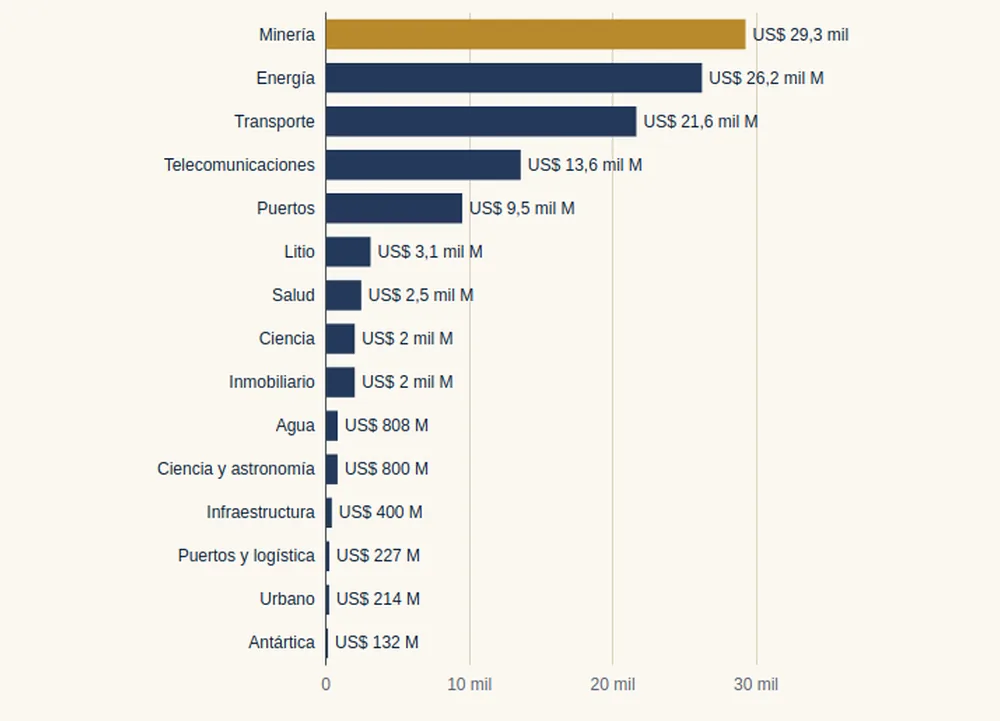 Minería US$ 29,3 mil
Energía US$ 26,2 mil M
Transporte US$ 21,6 mil M
Telecomunicaciones US$ 13,6 mil M
Puertos US$ 9,5 mil M
Litio US$ 3,1 mil M
Salud US$ 2,5 mil M
Ciencia US$ 2 mil M
Inmobiliario US$ 2 mil M
Agua US$ 808 M
Ciencia y astronomía US$ 800 M
Infraestructura US$ 400 M
Puertos y logística US$ 227 M
Urbano US$ 214 M
Antártica US$ 132 M
0 10 mil 20 mil 30 mil